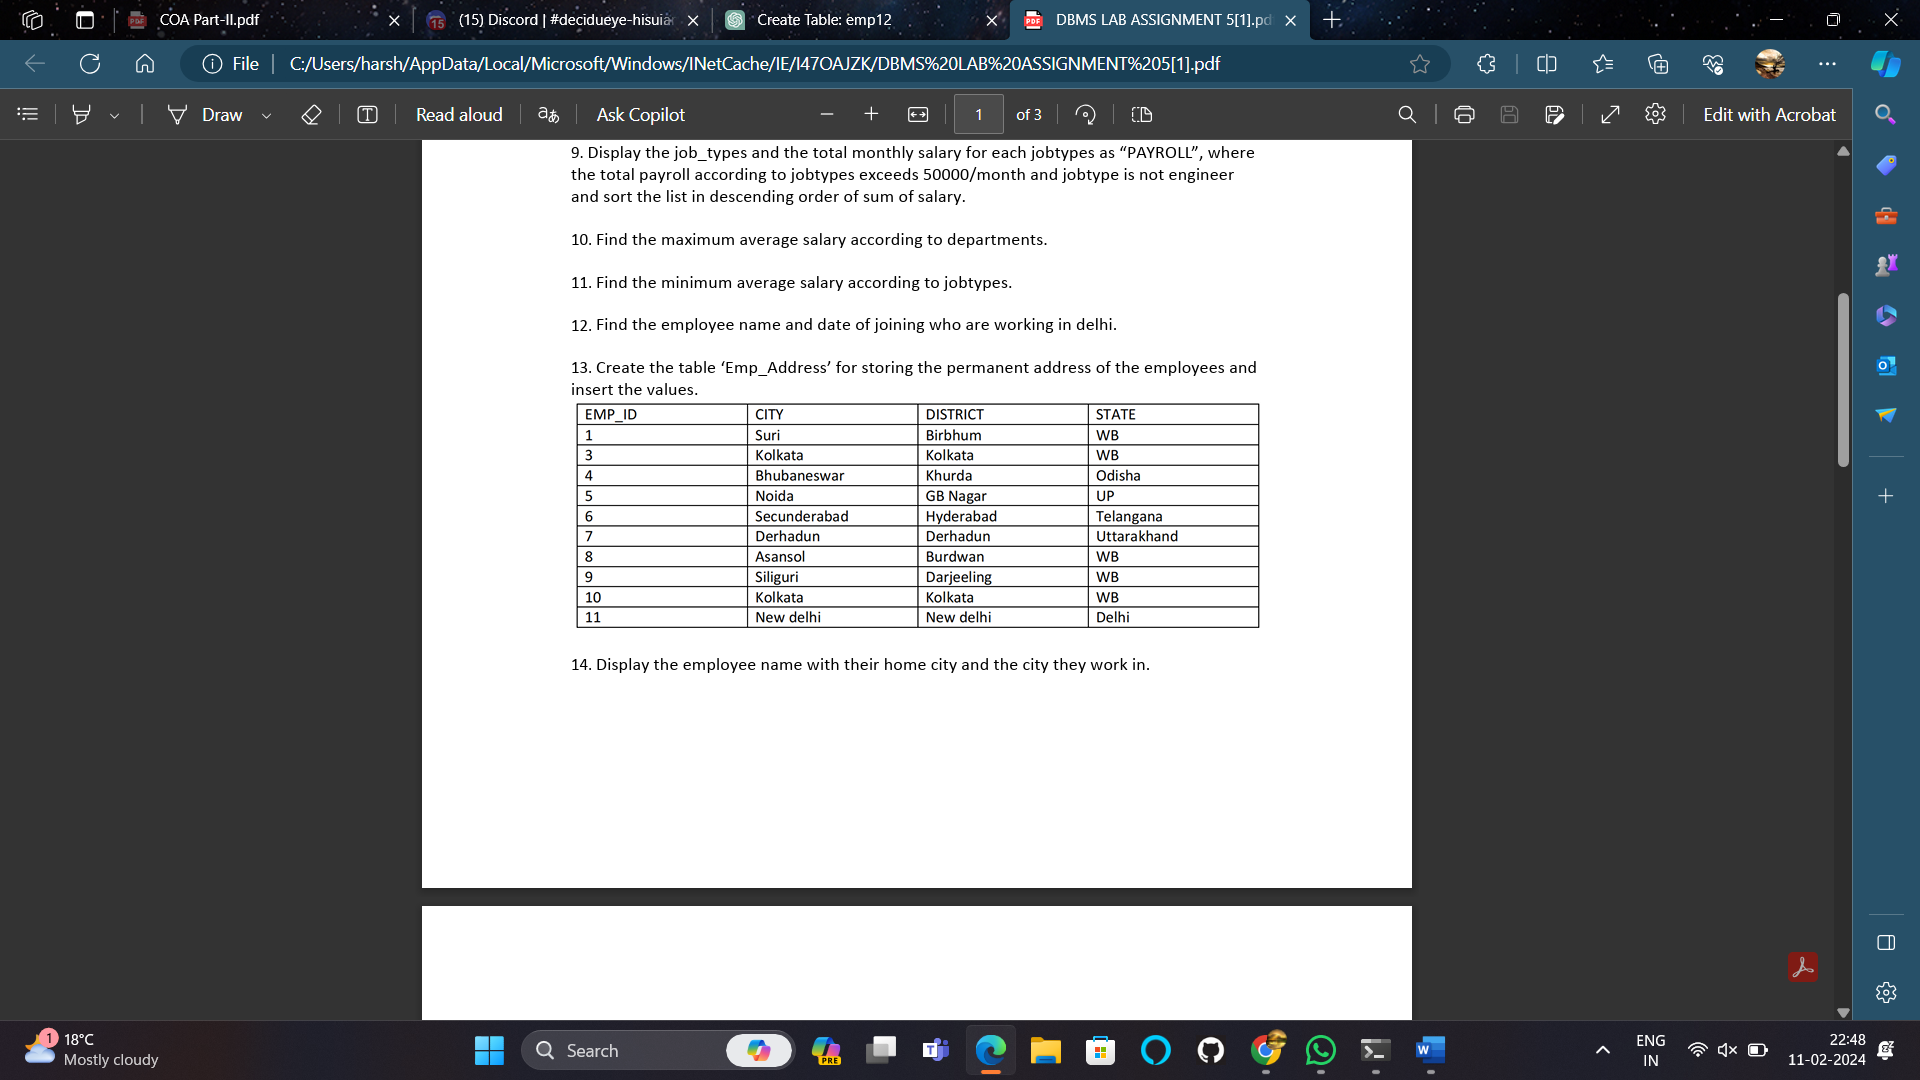 COA Part-II.pdf
(15) Discord | #decidueye-hisuia
Create Table: emp12
DBMS LAB ASSIGNMENT 5[1].pd
File
C:/Users/harsh/AppData/Local/Microsoft/Windows/INetCache/IE/I47OAJZK/DBMS%20LAB%20ASSIGNMENT%205[1].pdf
Draw
Read aloud
Ask Copilot
1
of 3
Edit with Acrobat
9. Display the job_types and the total monthly salary for each jobtypes as “PAYROLL”, where
the total payroll according to jobtypes exceeds 50000/month and jobtype is not engineer
and sort the list in descending order of sum of salary.
10. Find the maximum average salary according to departments.
11. Find the minimum average salary according to jobtypes.
12. Find the employee name and date of joining who are working in delhi.
13. Create the table ‘Emp_Address’ for storing the permanent address of the employees and
insert the values.
EMP_ID CITY DISTRICT STATE
1 Suri Birbhum WB
3 Kolkata Kolkata WB
4 Bhubaneswar Khurda Odisha
5 Noida GB Nagar UP
6 Secunderabad Hyderabad Telangana
7 Derhadun Derhadun Uttarakhand
8 Asansol Burdwan WB
9 Siliguri Darjeeling WB
10 Kolkata Kolkata WB
11 New delhi New delhi Delhi
14. Display the employee name with their home city and the city they work in.
1
18°C
Mostly cloudy
Search
PRE
ENG
IN
22:48
11-02-2024